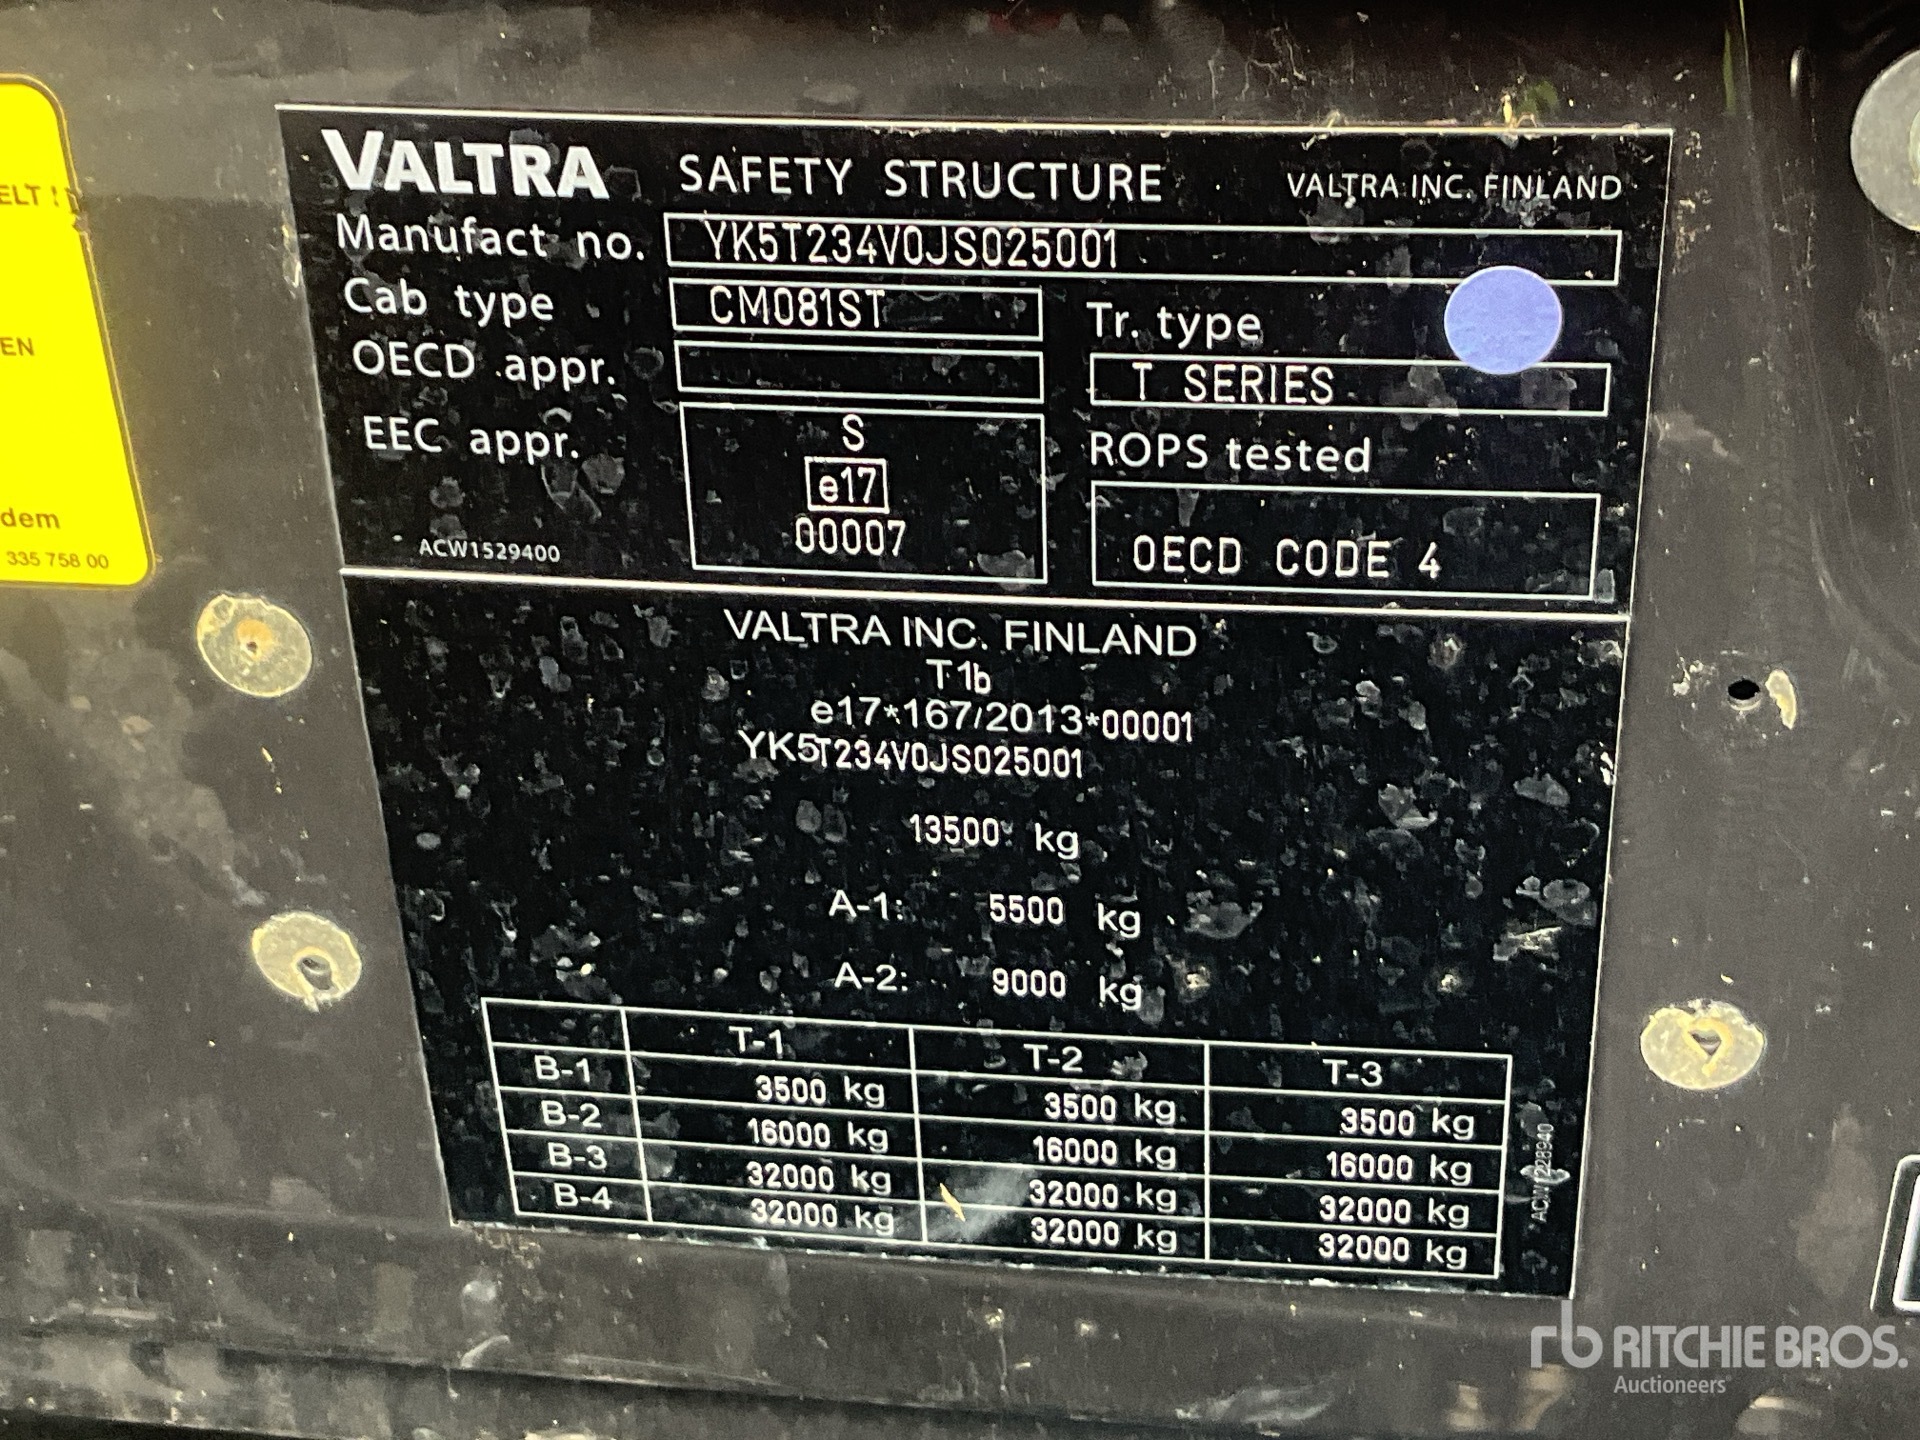 VALTRA SAFETY STRUCTURE VALTRA INC. FINLAND
Manufact no. YK5T234V0JS025001
Cab type CM081ST
Tr. type
OECD appr.
T SERIES
EEC appr.
S
e17
00007
ROPS tested
OECD CODE 4
ACW1529400
VALTRA INC. FINLAND
T1b
e17*167/2013*00001
YK5T234V0JS025001
13500 kg
A-1: 5500 kg
A-2: 9000 kg
T-1 T-2 T-3
B-1 3500 kg 3500 kg 3500 kg
B-2 16000 kg 16000 kg 16000 kg
B-3 32000 kg 32000 kg 32000 kg
B-4 32000 kg 32000 kg 32000 kg
ELT !
EN
dem
335 758 00
rb RITCHIE BROS.
Auctioneers